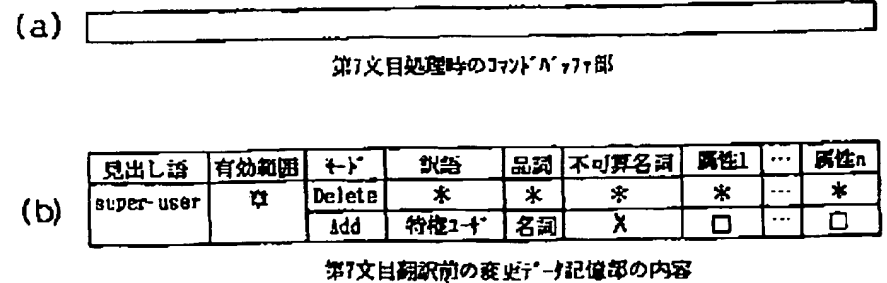 (a)
第7文目処理時のｺﾏﾝﾄﾞﾊﾞｯﾌｧ部
(b)
見出し語 有効範囲 ﾓｰﾄﾞ 訳語 品詞 不可算名詞 属性1 … 属性n
super-user ¤ Delete * * * * … *
Add 特権ﾕｰｻﾞ 名詞 X □ … □
第7文目翻訳前の変更ﾃﾞｰﾀ記憶部の内容